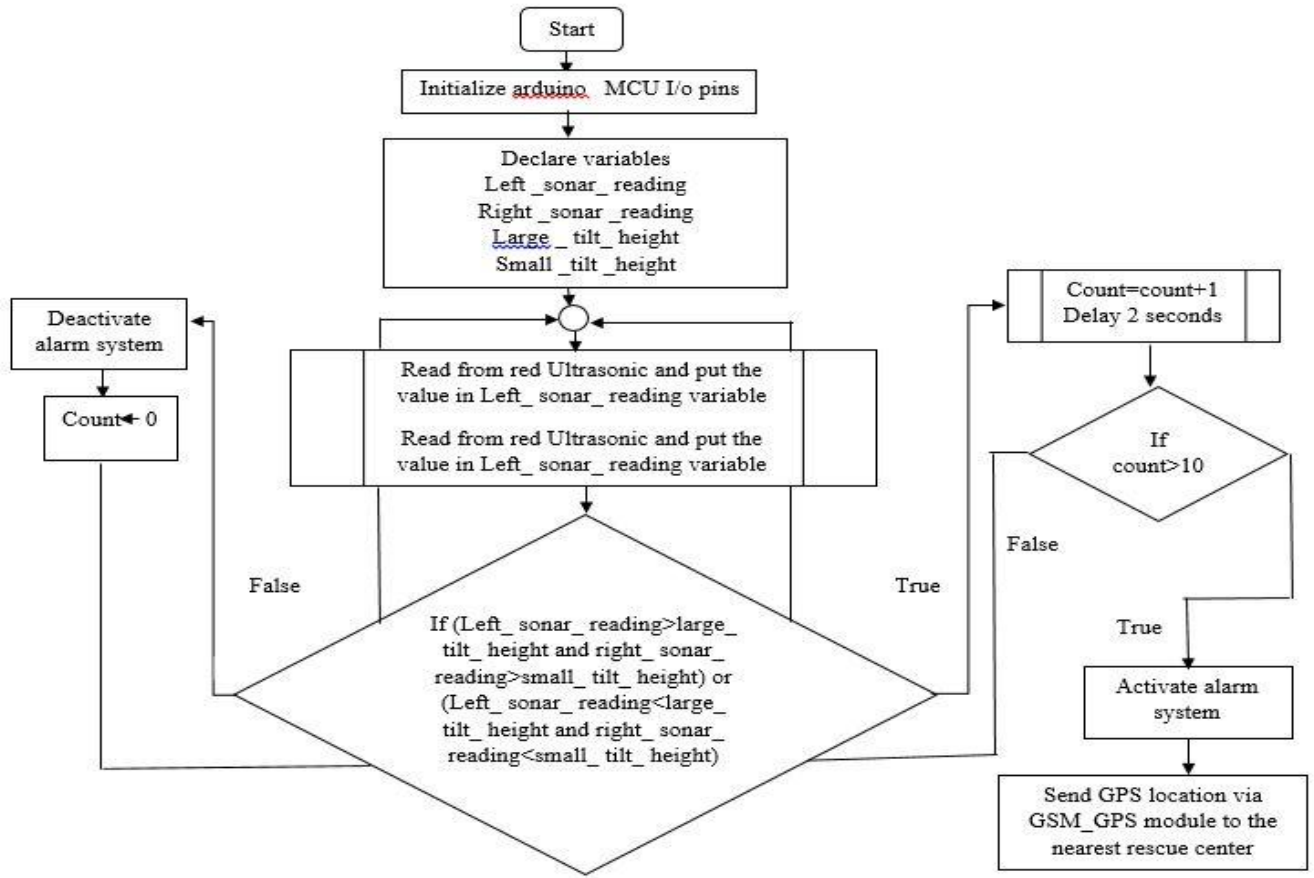 Start
Initialize arduino MCU I/o pins
Declare variables
Left _sonar_ reading
Right _sonar _reading
Large _ tilt_ height
Small _tilt _height
Deactivate
alarm system
Count← 0
Read from red Ultrasonic and put the
value in Left_ sonar_ reading variable
Read from red Ultrasonic and put the
value in Left_ sonar_ reading variable
Count=count+1
Delay 2 seconds
If
count>10
False
True
False
If (Left_ sonar_ reading>large_
tilt_ height and right_ sonar_
reading>small_ tilt_ height) or
(Left_ sonar_ reading<large_
tilt_ height and right_ sonar_
reading<small_ tilt_ height)
True
Activate alarm
system
Send GPS location via
GSM_GPS module to the
nearest rescue center